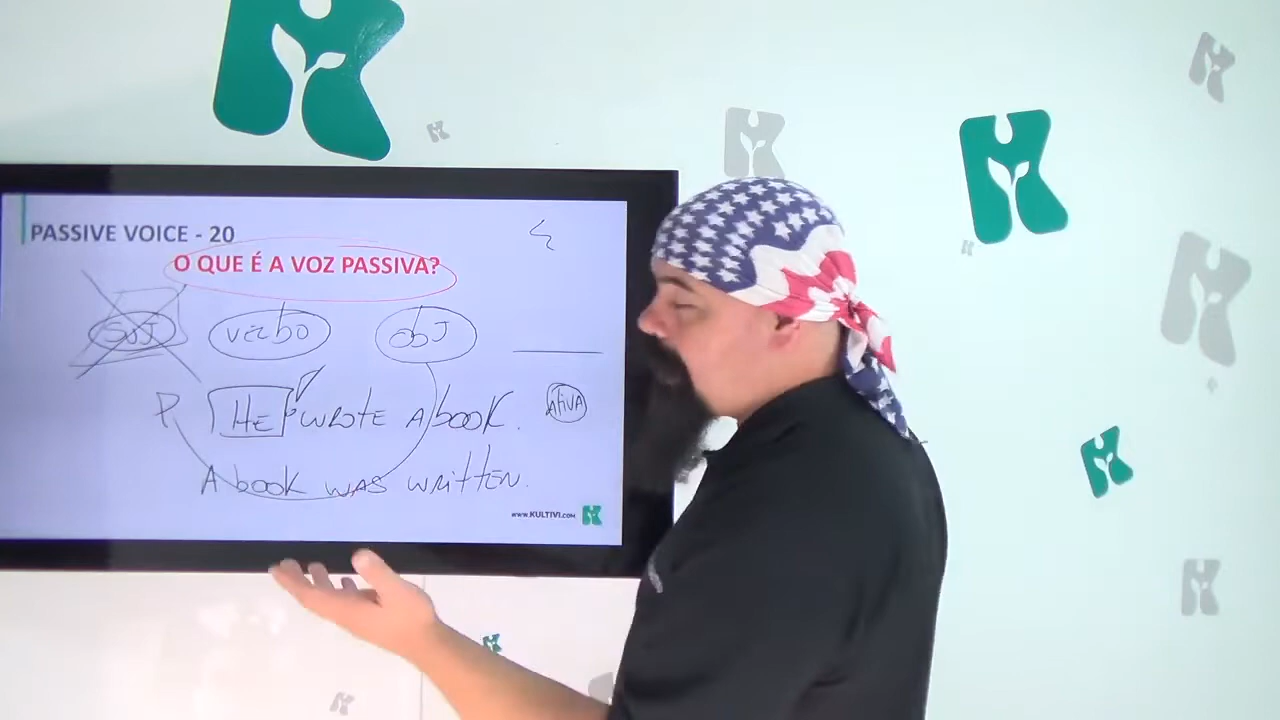 PASSIVE VOICE - 20
O QUE É A VOZ PASSIVA?
SUJ VERBO ObJ
P. HE WROTE A book. ATIVA
A book WAS WRITTEN.
WWW.KULTIVI.COM